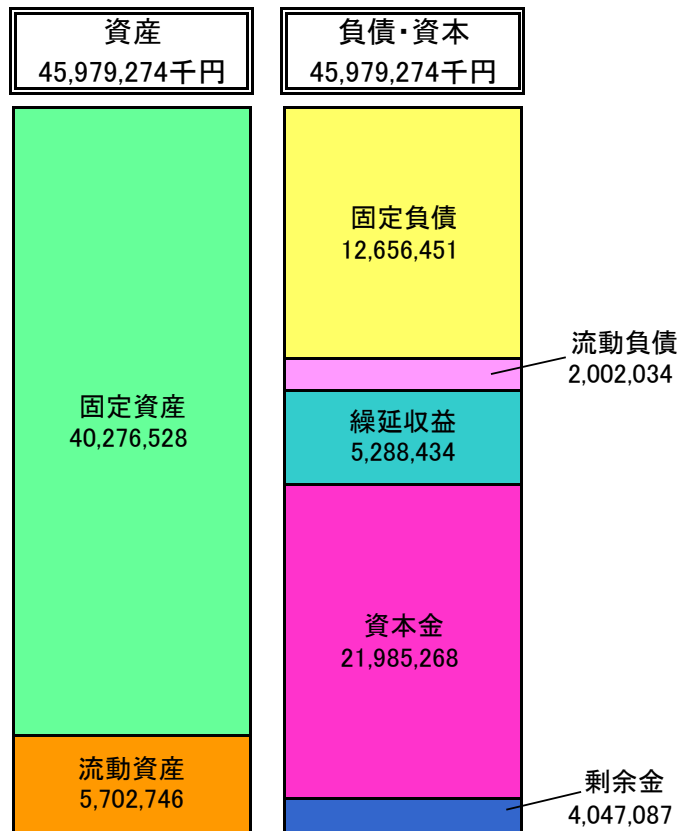 資産
45,979,274千円
固定資産
40,276,528
流動資産
5,702,746
負債・資本
45,979,274千円
固定負債
12,656,451
流動負債
2,002,034
繰延収益
5,288,434
資本金
21,985,268
剰余金
4,047,087